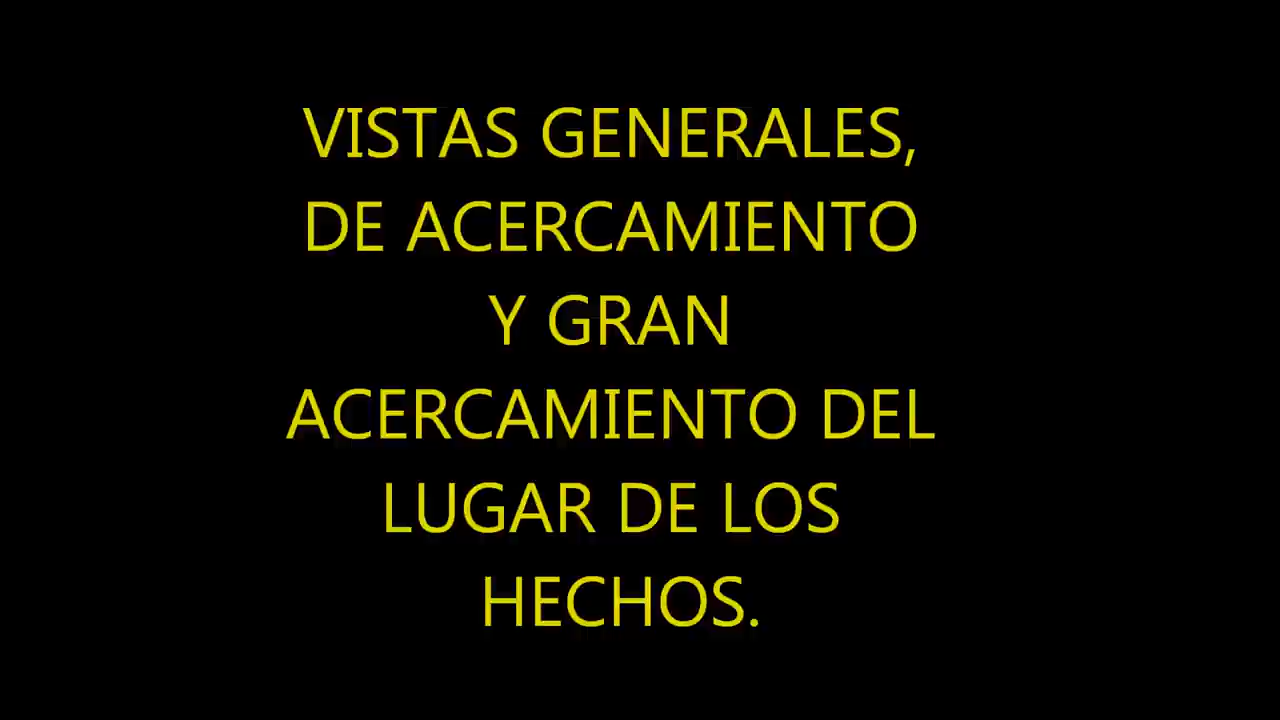 VISTAS GENERALES,
DE ACERCAMIENTO
Y GRAN
ACERCAMIENTO DEL
LUGAR DE LOS
HECHOS.